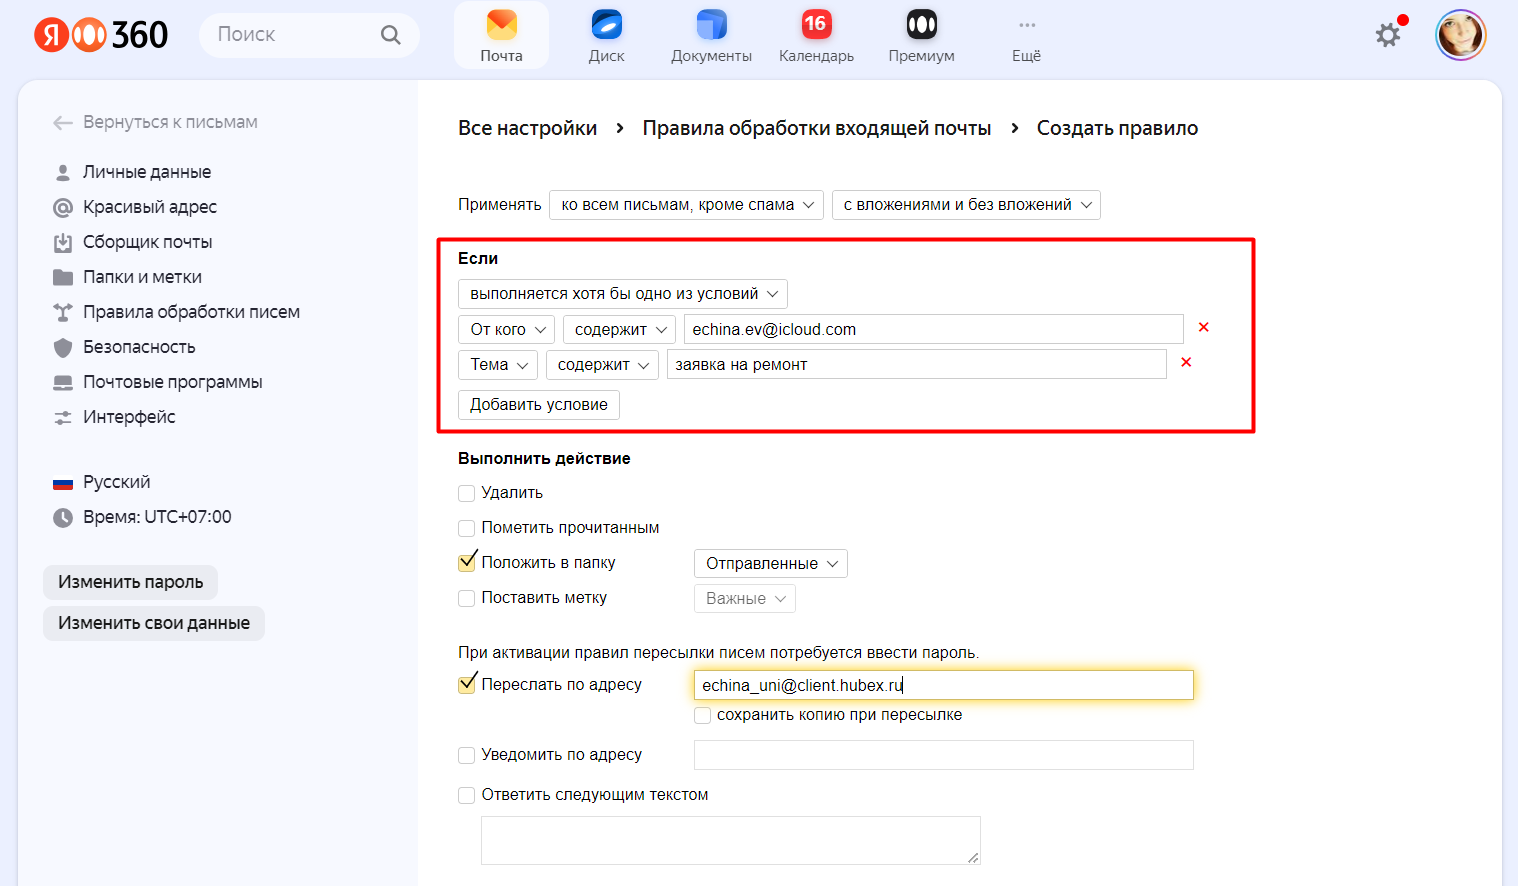 Я 360
Поиск
Почта
Диск
Документы
16
Календарь
Премиум
Ещё
Вернуться к письмам
Личные данные
Красивый адрес
Сборщик почты
Папки и метки
Правила обработки писем
Безопасность
Почтовые программы
Интерфейс
Русский
Время: UTC+07:00
Изменить пароль
Изменить свои данные
Все настройки › Правила обработки входящей почты › Создать правило
Применять ко всем письмам, кроме спама с вложениями и без вложений
Если
выполняется хотя бы одно из условий
От кого содержит echina.ev@icloud.com
Тема содержит заявка на ремонт
Добавить условие
Выполнить действие
Удалить
Пометить прочитанным
Положить в папку Отправленные
Поставить метку Важные
При активации правил пересылки писем потребуется ввести пароль.
Переслать по адресу echina_uni@client.hubex.ru
сохранить копию при пересылке
Уведомить по адресу
Ответить следующим текстом